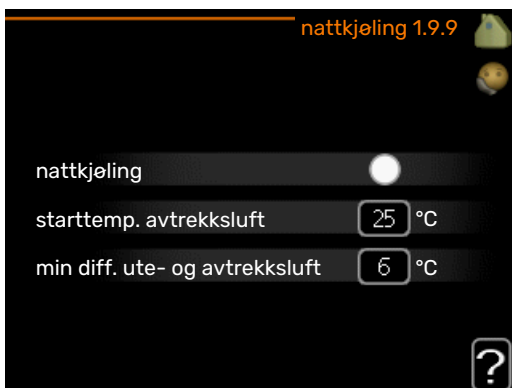 nattkjøling 1.9.9
nattkjøling
starttemp. avtrekksluft 25 °C
min diff. ute- og avtrekksluft 6 °C
?